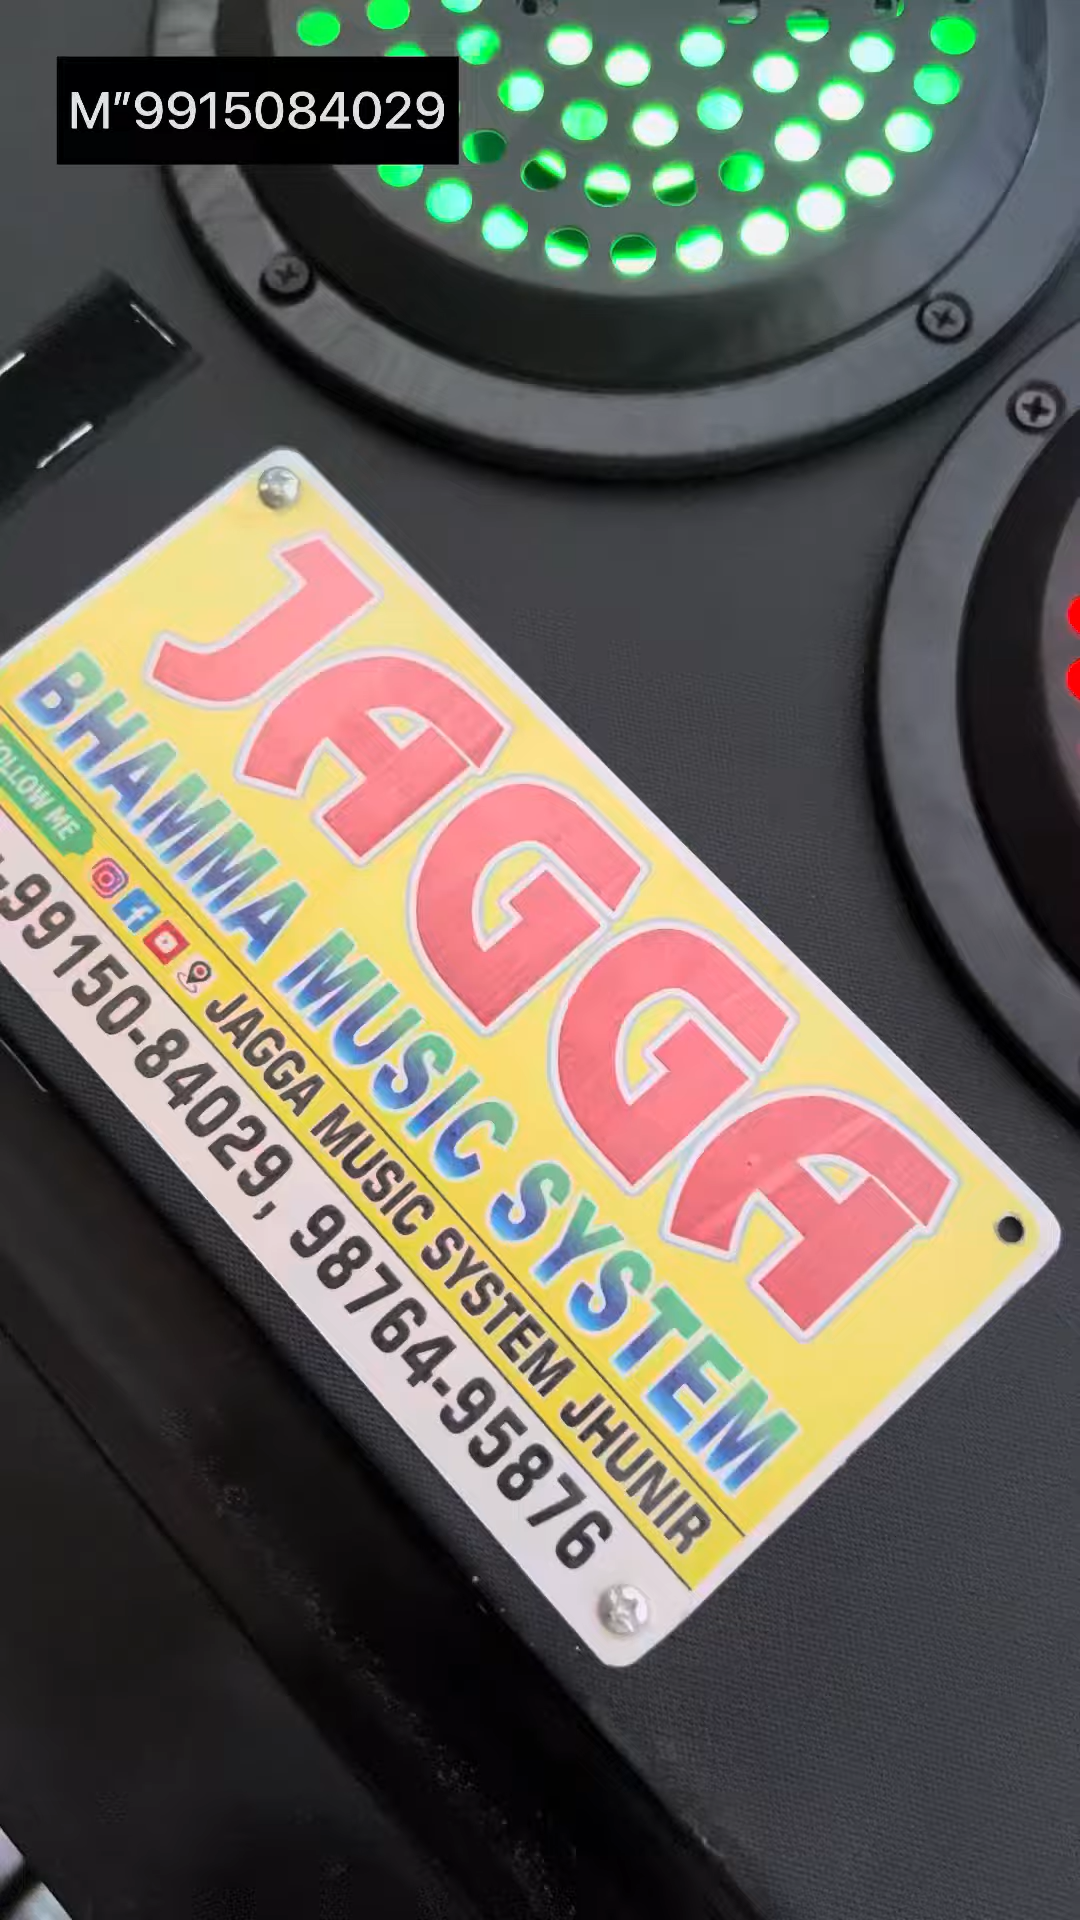 M"9915084029
JAGGA
BHAMMA MUSIC SYSTEM
FOLLOW ME JAGGA MUSIC SYSTEM JHUNIR
99150-84029, 98764-95876